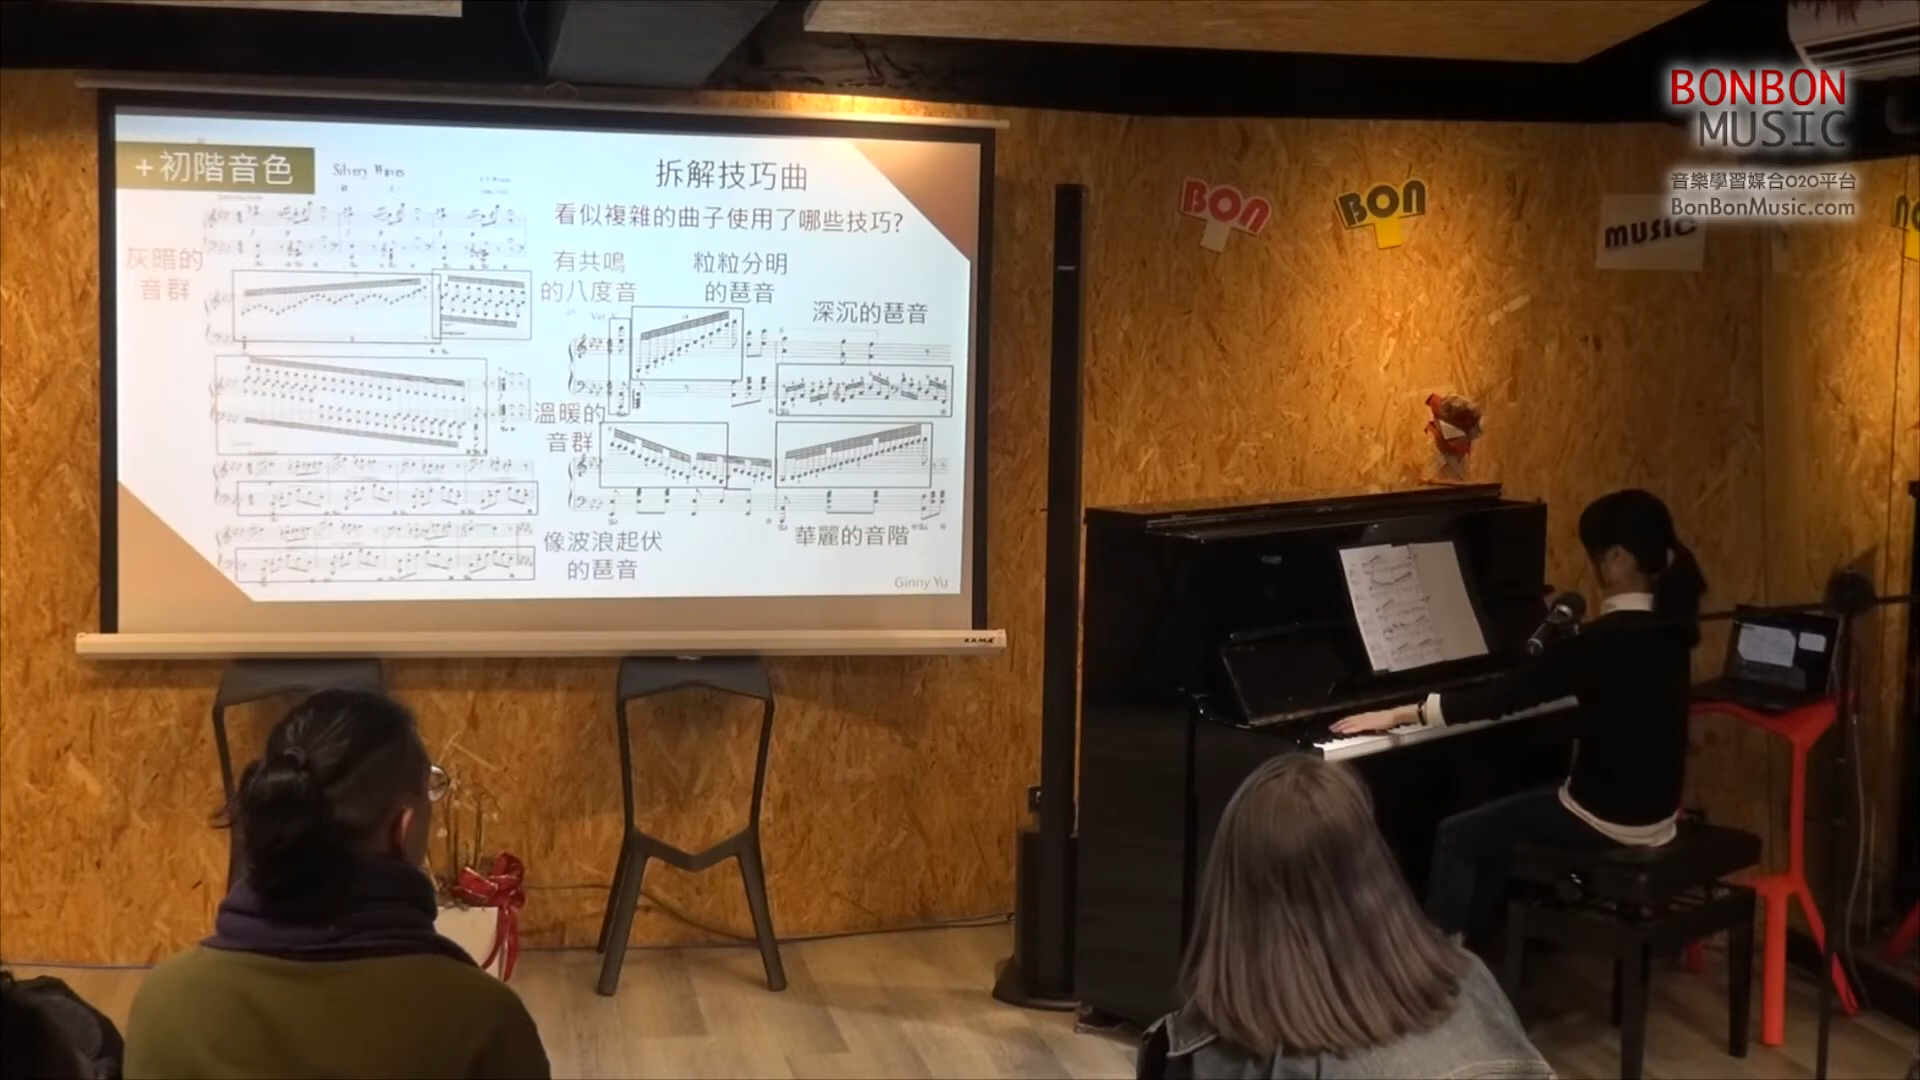 BONBON
MUSIC
音樂學習媒合O2O平台
BonBonMusic.com
BON
BON
MUSIC
+初階音色
Silvery Waves
拆解技巧曲
看似複雜的曲子使用了哪些技巧?
灰暗的
音群
有共鳴
的八度音
粒粒分明
的琶音
深沉的琶音
溫暖的
音群
像波浪起伏
的琶音
華麗的音階
Ginny Yu
KAMAS